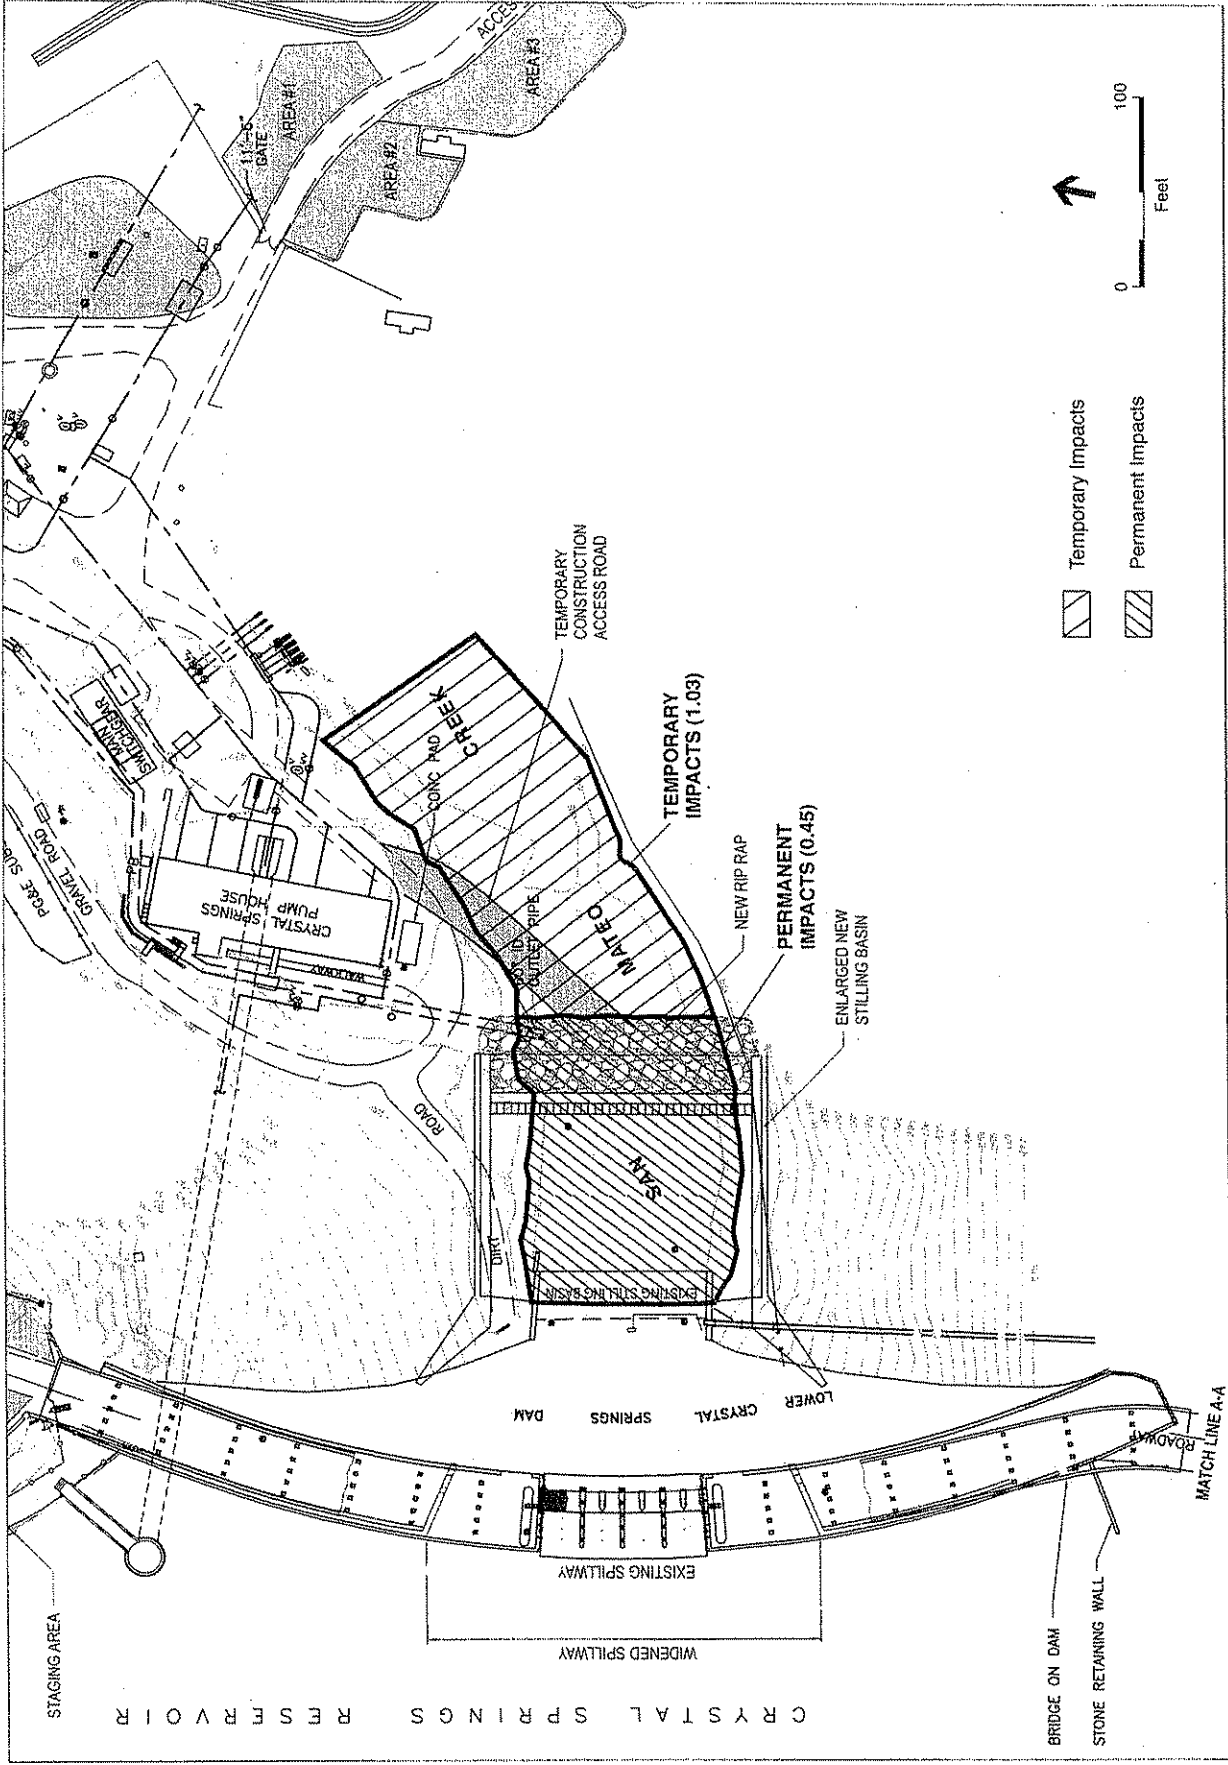 STAGING AREA
CRYSTAL SPRINGS RESERVOIR
WIDENED SPILLWAY
EXISTING SPILLWAY
BRIDGE ON DAM
STONE RETAINING WALL
MATCH LINE A-A
ROADWAY
LOWER CRYSTAL SPRINGS DAM
EXISTING STILLING BASIN
DIRT
ROAD
SAN
MATEO
CREEK
ENLARGED NEW
STILLING BASIN
PERMANENT
IMPACTS (0.45)
NEW RIP RAP
TEMPORARY
IMPACTS (1.03)
TEMPORARY
CONSTRUCTION
ACCESS ROAD
OUTLET PIPE
CONC PAD
WALKWAY
CRYSTAL SPRINGS
PUMP HOUSE
PB
GRAVEL ROAD
PG&E SUB
MAIN
SWITCHGEAR
11'-6"
GATE
AREA #1
AREA #2
AREA #3
ACCES
Temporary Impacts
Permanent Impacts
0
100
Feet